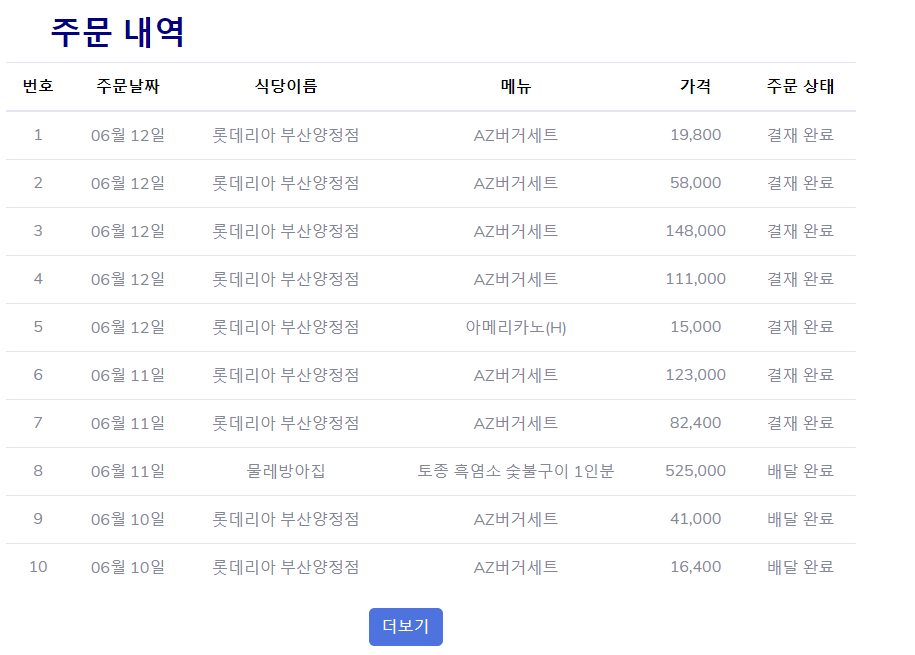 주문 내역
번호 주문날짜 식당이름 메뉴 가격 주문 상태
1 06월 12일 롯데리아 부산양정점 AZ버거세트 19,800 결재 완료
2 06월 12일 롯데리아 부산양정점 AZ버거세트 58,000 결재 완료
3 06월 12일 롯데리아 부산양정점 AZ버거세트 148,000 결재 완료
4 06월 12일 롯데리아 부산양정점 AZ버거세트 111,000 결재 완료
5 06월 12일 롯데리아 부산양정점 아메리카노(H) 15,000 결재 완료
6 06월 11일 롯데리아 부산양정점 AZ버거세트 123,000 결재 완료
7 06월 11일 롯데리아 부산양정점 AZ버거세트 82,400 결재 완료
8 06월 11일 물레방아집 토종 흑염소 숯불구이 1인분 525,000 배달 완료
9 06월 10일 롯데리아 부산양정점 AZ버거세트 41,000 배달 완료
10 06월 10일 롯데리아 부산양정점 AZ버거세트 16,400 배달 완료
더보기